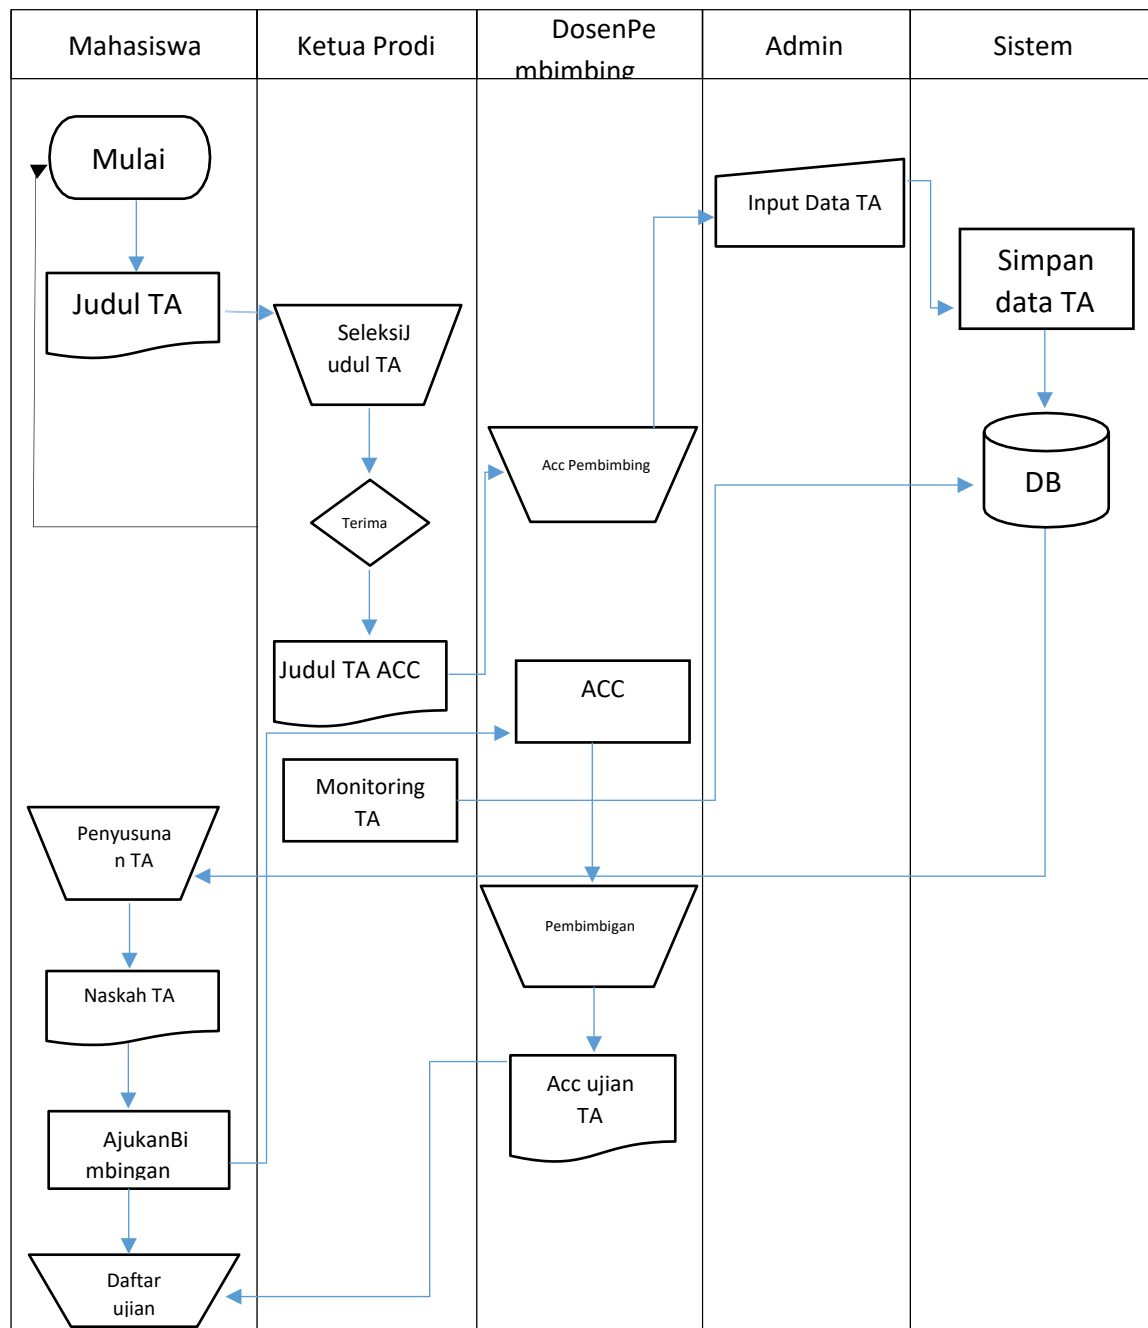 Mahasiswa
Ketua Prodi
DosenPe
mbimbing
Admin
Sistem
Mulai
Judul TA
SeleksiJ
udul TA
Terima
Judul TA ACC
Acc Pembimbing
Input Data TA
Simpan
data TA
DB
ACC
Monitoring
TA
Penyusuna
n TA
Pembimbigan
Naskah TA
Acc ujian
TA
AjukanBi
mbingan
Daftar
ujian